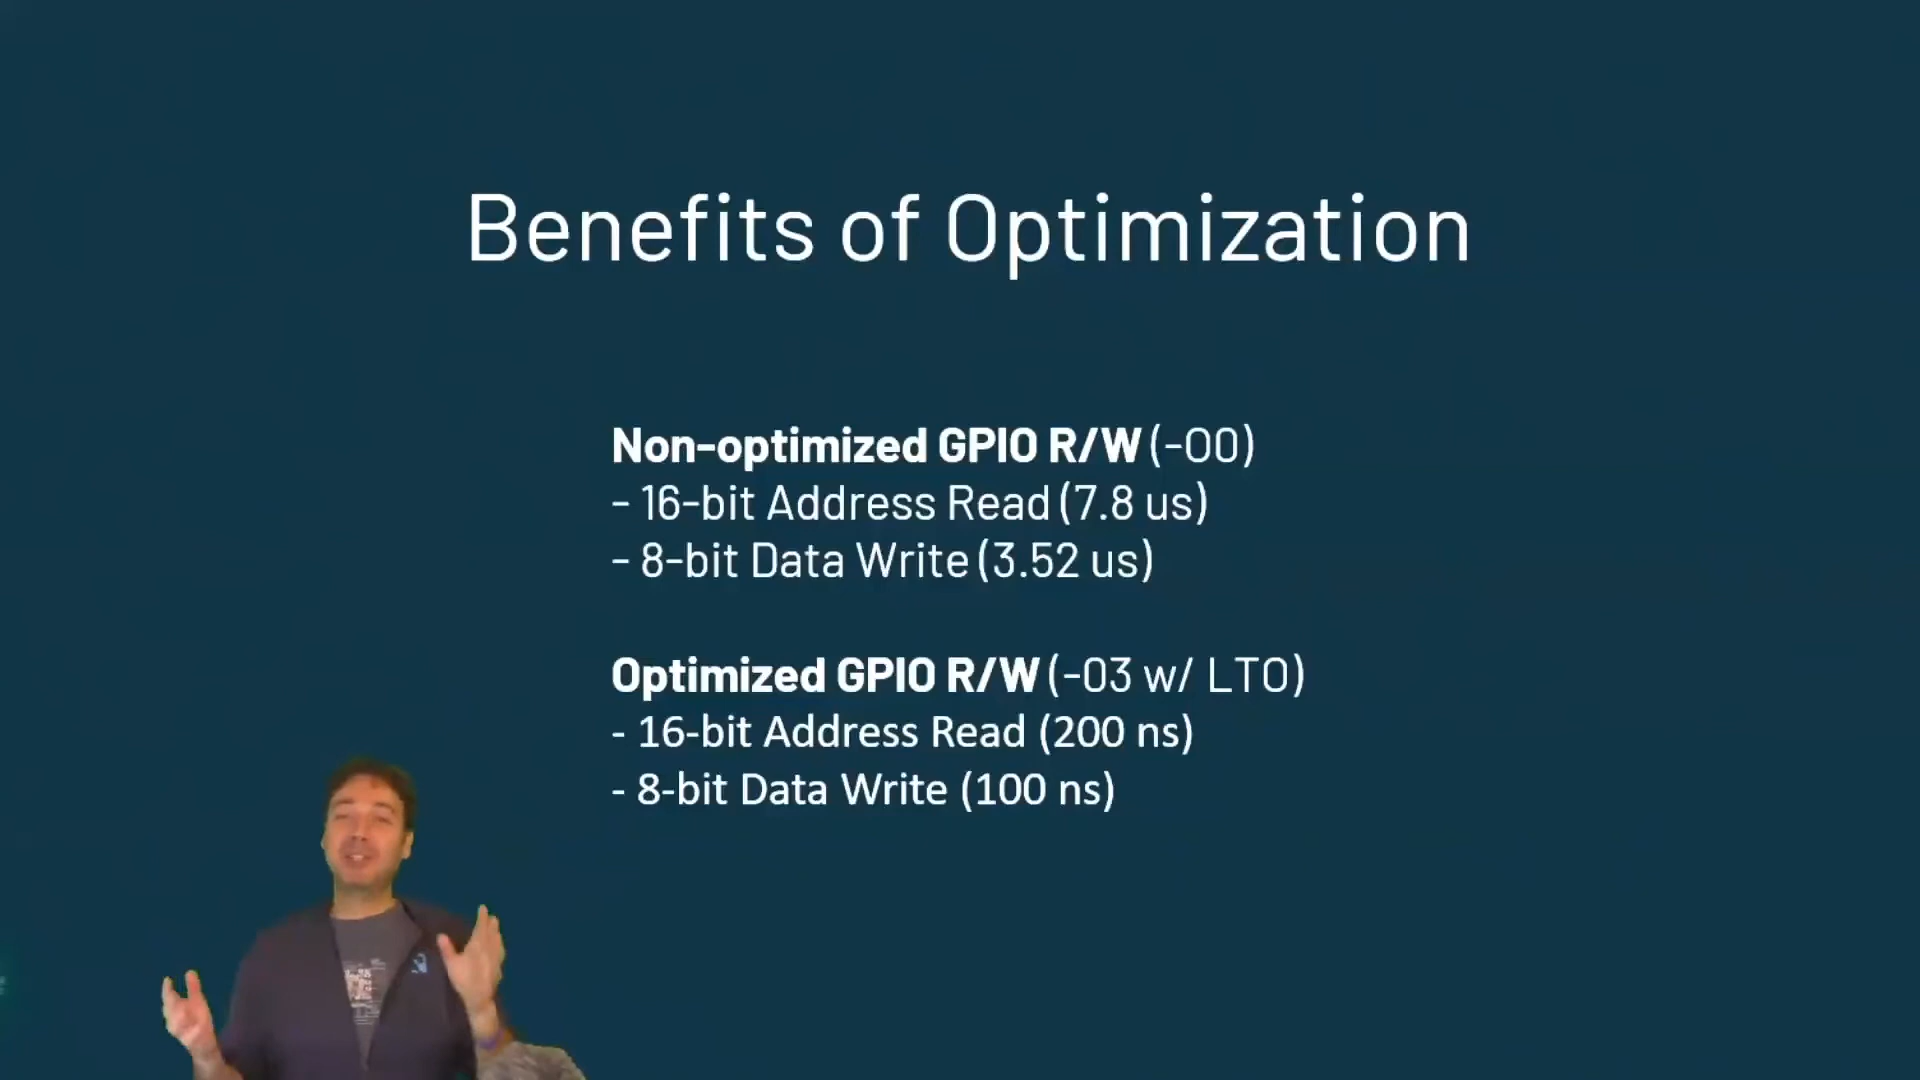 Benefits of Optimization
Non-optimized GPIO R/W (-O0)
- 16-bit Address Read (7.8 us)
- 8-bit Data Write (3.52 us)
Optimized GPIO R/W (-O3 w/ LTO)
- 16-bit Address Read (200 ns)
- 8-bit Data Write (100 ns)